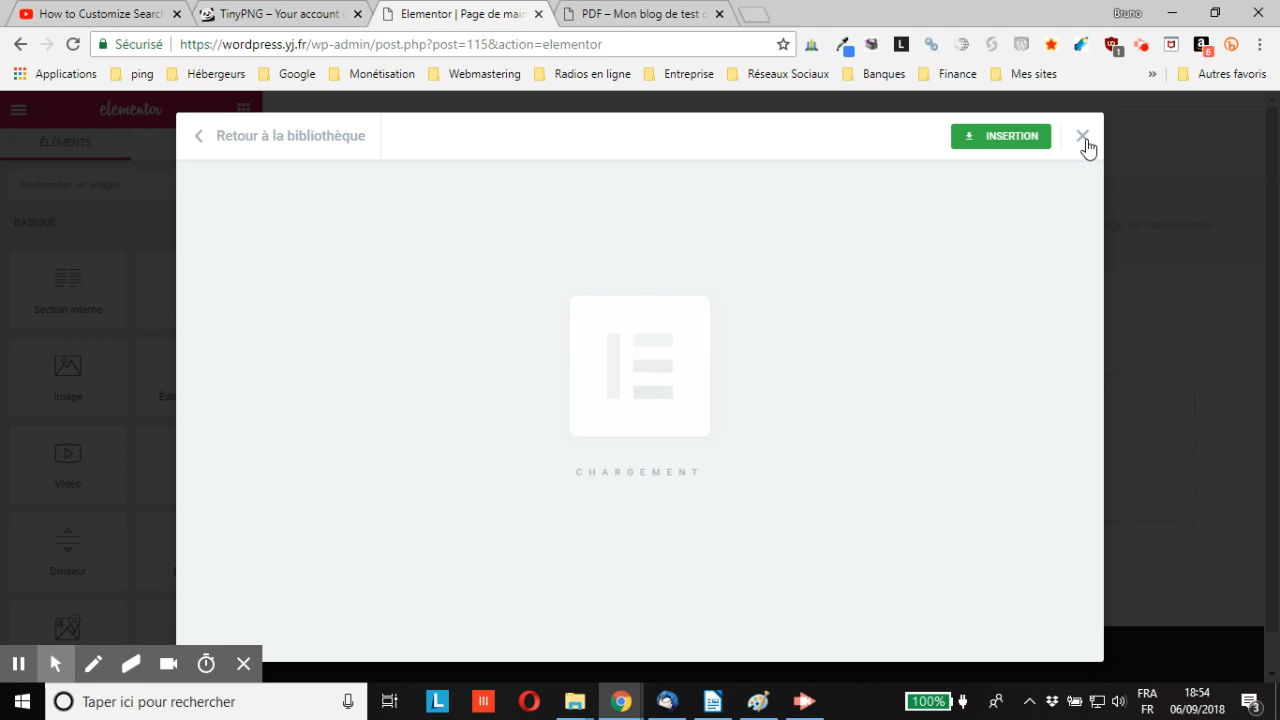 How to Customize Search
TinyPNG – Your account
Elementor | Page de main
PDF – Mon blog de test c
Bruno
Sécurisé
https://wordpress.yj.fr/wp-admin/post.php?post=115&action=elementor
L
1
6
Applications
ping
Hébergeurs
Google
Monétisation
Webmastering
Radios en ligne
Entreprise
Réseaux Sociaux
Banques
Finance
Mes sites
»
Autres favoris
elementor
ÉLÉMENTS
Rechercher un widget
BASIQUE
Section interne
Image
Édi
Vidéo
Diviseur
Retour à la bibliothèque
INSERTION
CHARGEMENT
Taper ici pour rechercher
L
100%
FRA
FR
18:54
06/09/2018
3